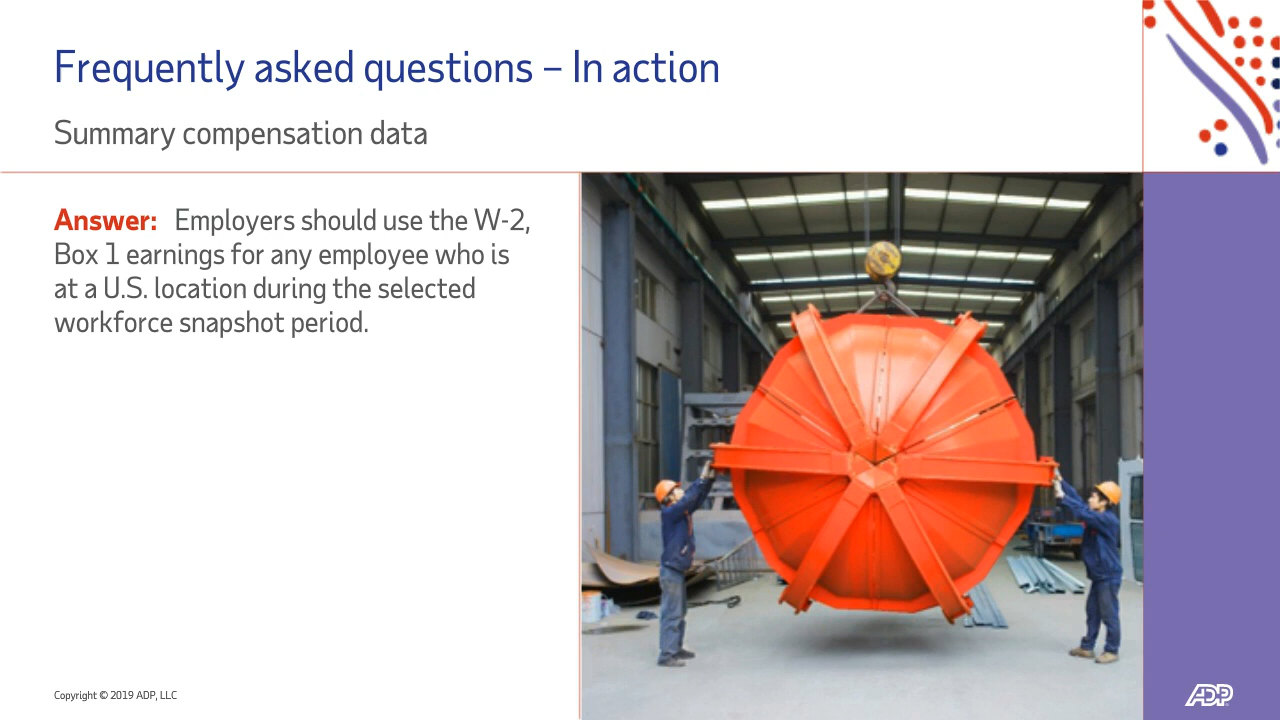 Frequently asked questions – In action
Summary compensation data
Answer: Employers should use the W-2,
Box 1 earnings for any employee who is
at a U.S. location during the selected
workforce snapshot period.
Copyright © 2019 ADP, LLC
ADP